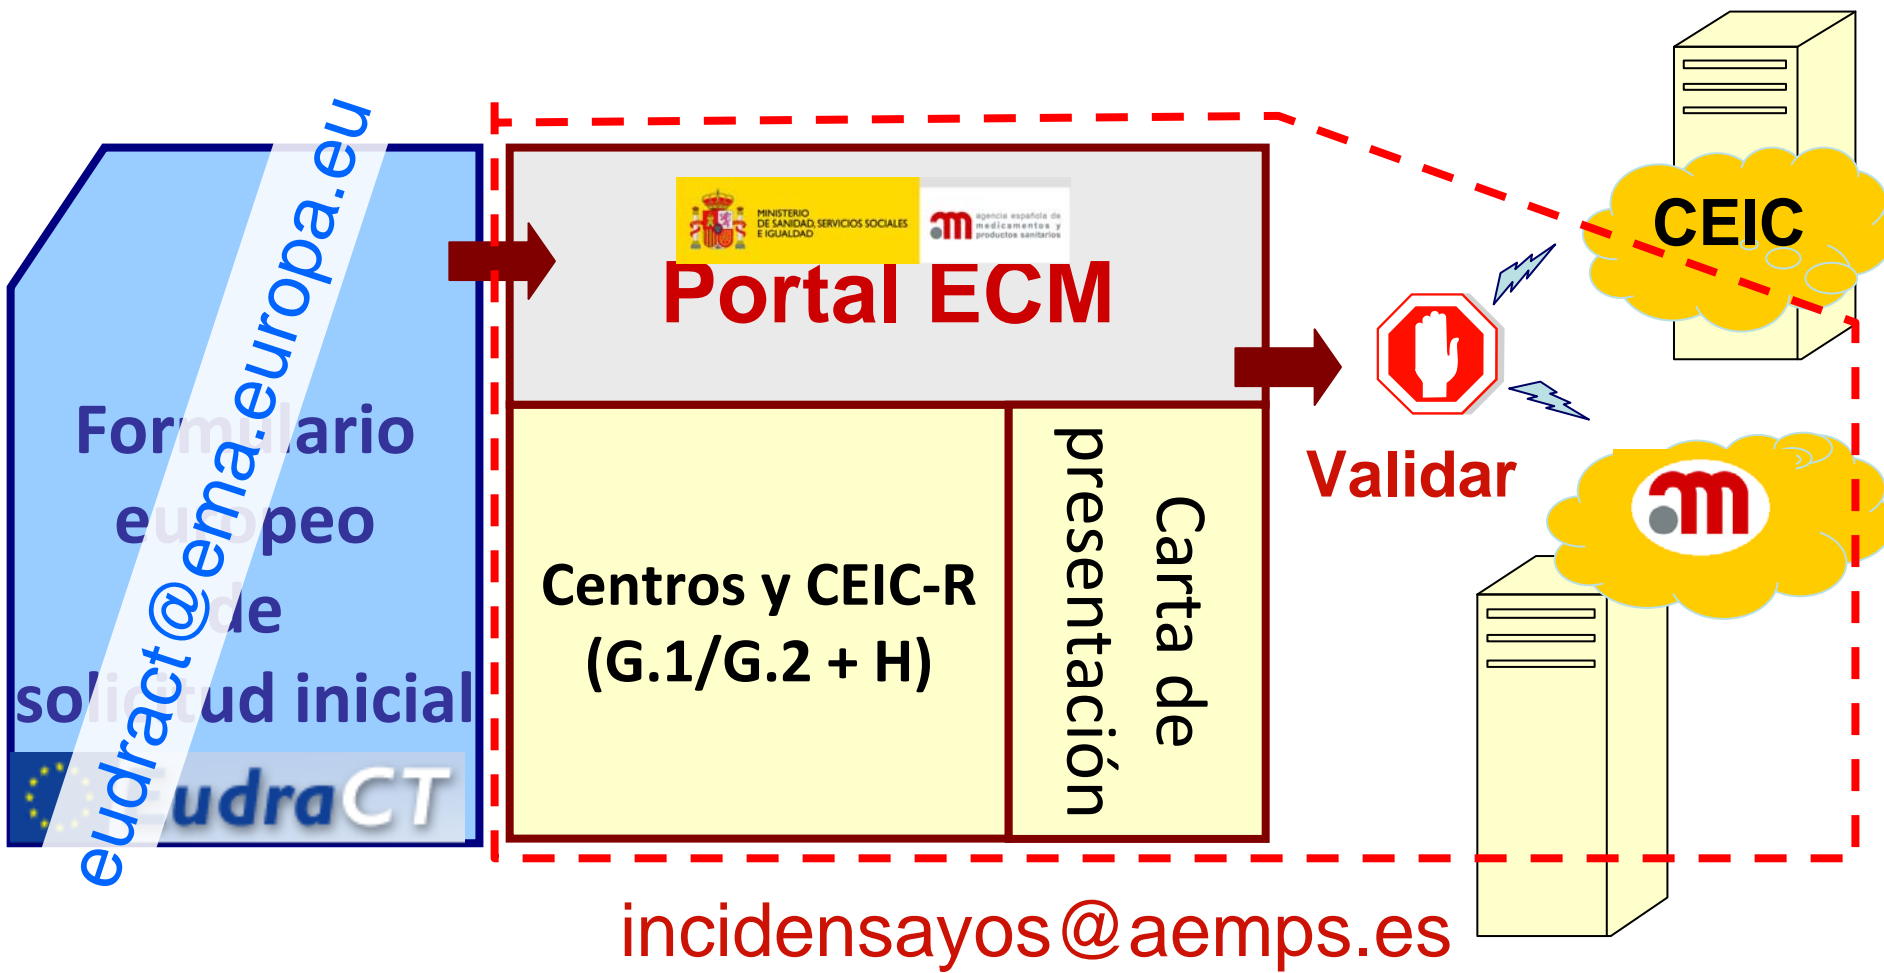 eudract@ema.europa.eu
Formulario
europeo
de
solicitud inicial
EudraCT
MINISTERIO
DE SANIDAD, SERVICIOS SOCIALES
E IGUALDAD
agencia española de
medicamentos y
productos sanitarios
Portal ECM
Centros y CEIC-R
(G.1/G.2 + H)
Carta de
presentación
Validar
CEIC
incidensayos@aemps.es